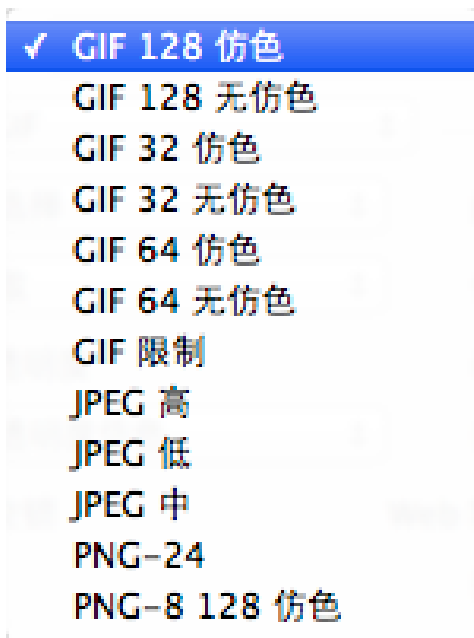 ✓ GIF 128 仿色
GIF 128 无仿色
GIF 32 仿色
GIF 32 无仿色
GIF 64 仿色
GIF 64 无仿色
GIF 限制
JPEG 高
JPEG 低
JPEG 中
PNG-24
PNG-8 128 仿色